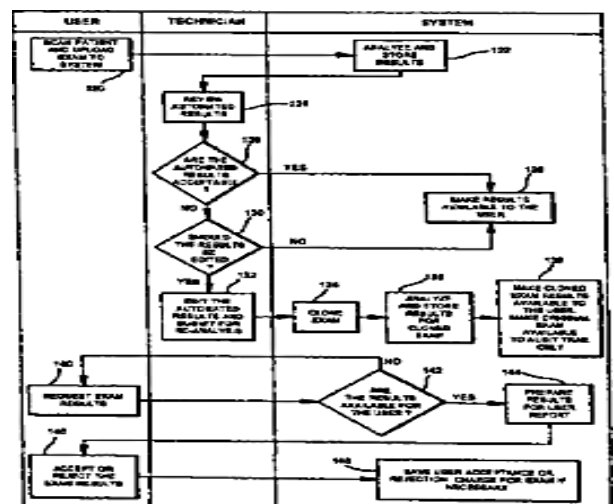 USER
TECHNICIAN
SYSTEM
SCAN PATIENT
AND UPLOAD
EXAM TO
SYSTEM
120
ANALYZE AND
STORE
RESULTS
122
REVIEW
AUTOMATED
RESULTS
124
ARE THE
AUTOMATED
RESULTS
ACCEPTABLE
?
YES
NO
MAKE RESULTS
AVAILABLE TO THE
USER
SHOULD
THE RESULTS
BE
EDITED
?
130
NO
YES
132
EDIT THE
AUTOMATED
RESULTS AND
SUBMIT FOR
RE-ANALYSIS
CLONE
EXAM
ANALYZE
AND STORE
RESULTS
FOR
CLONED
EXAM
MAKE CLONED
EXAM RESULTS
AVAILABLE TO
THE USER.
MAKE ORIGINAL
EXAM
AVAILABLE
TO AUDIT TRAIL
ONLY
140
REQUEST EXAM
RESULTS
NO
142
ARE
THE RESULTS
AVAILABLE FOR
THE USER?
YES
144
PREPARE
RESULTS
FOR USER
REPORT
ACCEPT OR
REJECT THE
EXAM RESULTS
148
SAVE USER ACCEPTANCE OR
REJECTION CHARGE FOR EXAM IF
NECESSARY